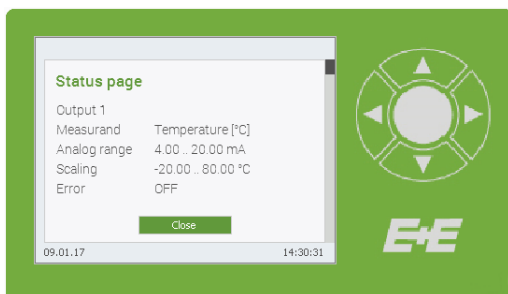 Status page
Output 1
Measurand Temperature [°C]
Analog range 4.00 .. 20.00 mA
Scaling -20.00 .. 80.00 °C
Error OFF
Close
09.01.17 14:30:31
E+E